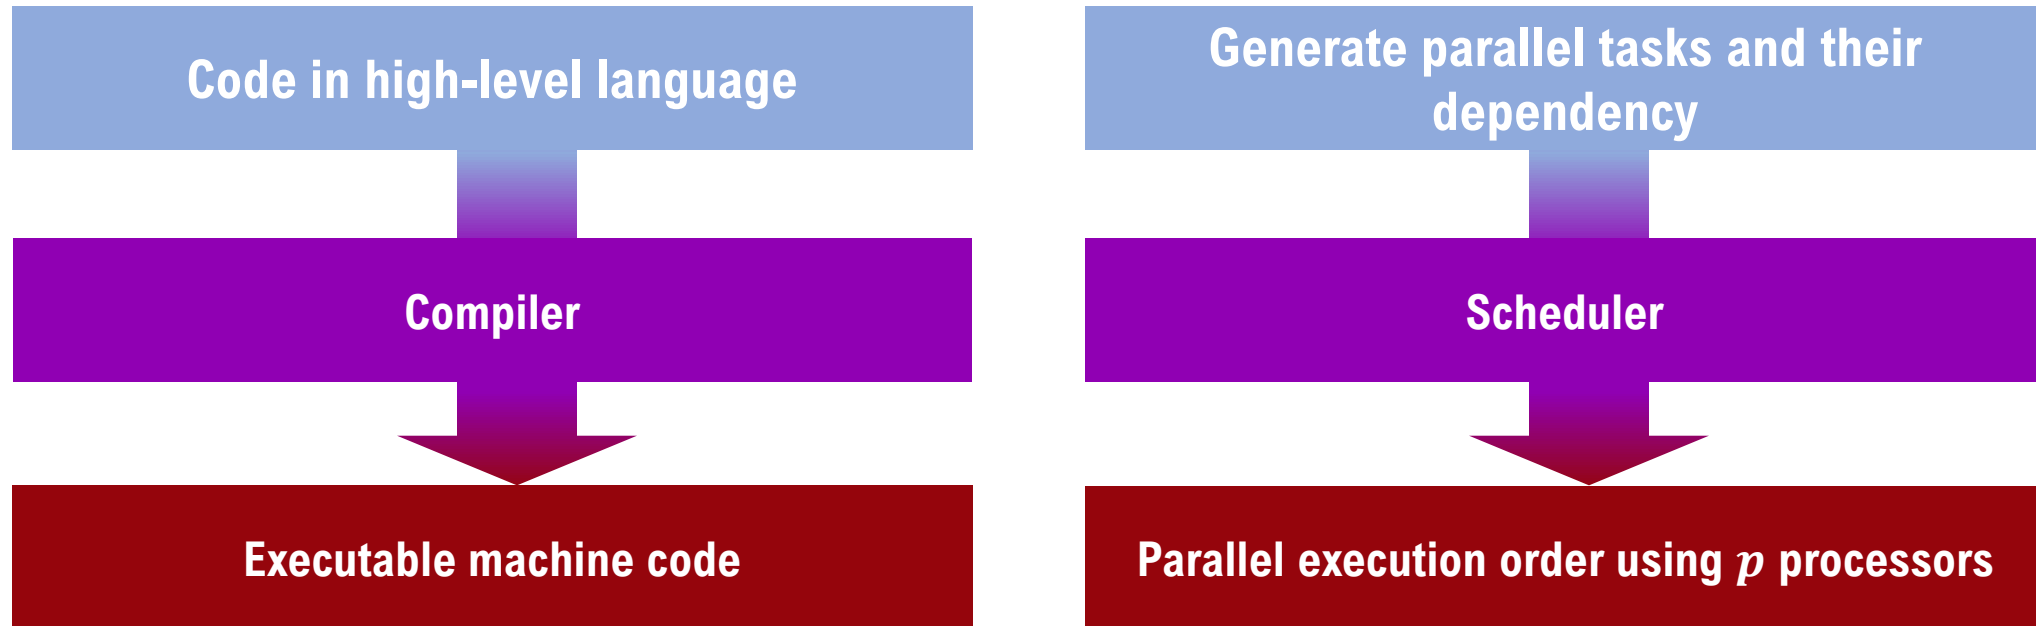 Code in high-level language
Compiler
Executable machine code
Generate parallel tasks and their
dependency
Scheduler
Parallel execution order using p processors